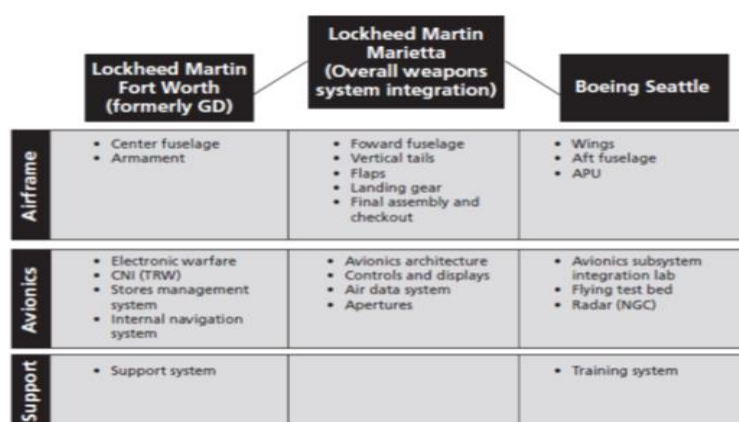 Lockheed Martin
Marietta
(Overall weapons
system integration)
Lockheed Martin
Fort Worth
(formerly GD)
Boeing Seattle
Airframe
• Center fuselage
• Armament
• Foward fuselage
• Vertical tails
• Flaps
• Landing gear
• Final assembly and
checkout
• Wings
• Aft fuselage
• APU
Avionics
• Electronic warfare
• CNI (TRW)
• Stores management
system
• Internal navigation
system
• Avionics architecture
• Controls and displays
• Air data system
• Apertures
• Avionics subsystem
integration lab
• Flying test bed
• Radar (NGC)
Support
• Support system
• Training system